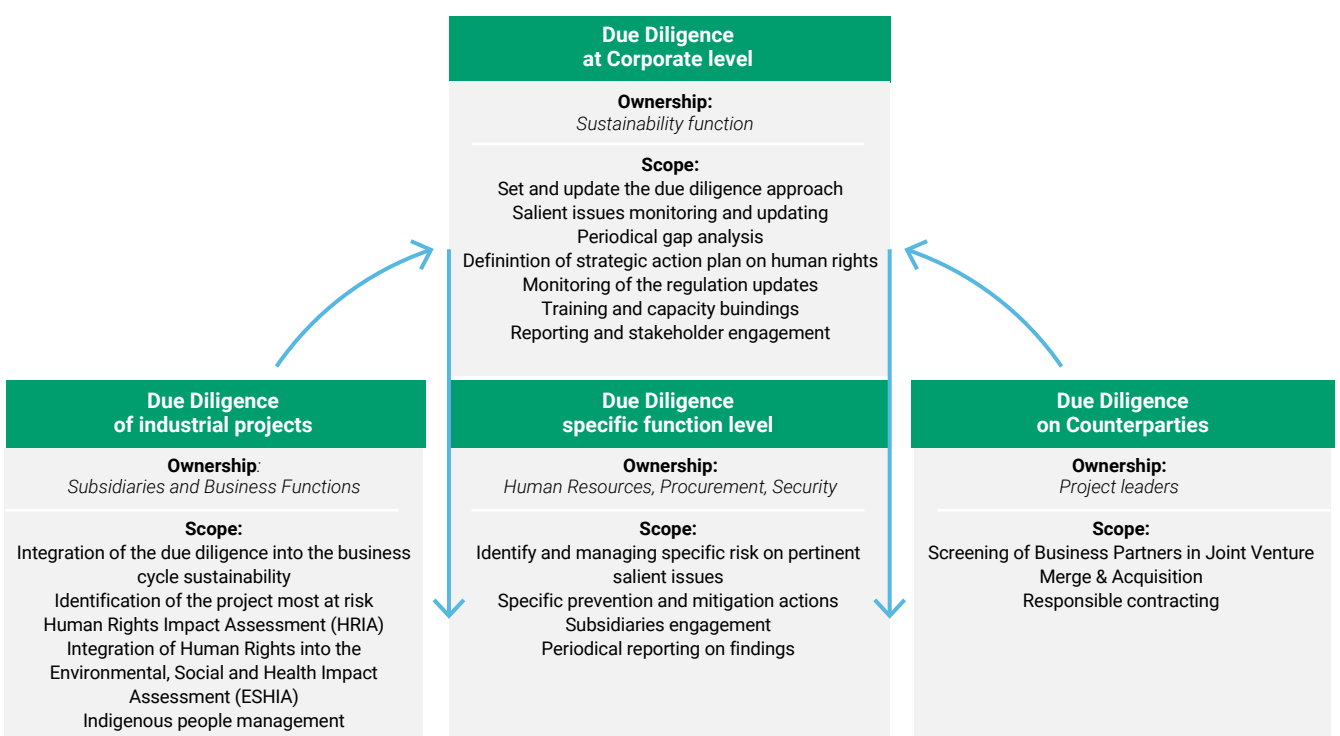 Due Diligence
at Corporate level
Ownership:
Sustainability function
Scope:
Set and update the due diligence approach
Salient issues monitoring and updating
Periodical gap analysis
Definintion of strategic action plan on human rights
Monitoring of the regulation updates
Training and capacity buindings
Reporting and stakeholder engagement
Due Diligence
of industrial projects
Ownership:
Subsidiaries and Business Functions
Scope:
Integration of the due diligence into the business
cycle sustainability
Identification of the project most at risk
Human Rights Impact Assessment (HRIA)
Integration of Human Rights into the
Environmental, Social and Health Impact
Assessment (ESHIA)
Indigenous people management
Due Diligence
specific function level
Ownership:
Human Resources, Procurement, Security
Scope:
Identify and managing specific risk on pertinent
salient issues
Specific prevention and mitigation actions
Subsidiaries engagement
Periodical reporting on findings
Due Diligence
on Counterparties
Ownership:
Project leaders
Scope:
Screening of Business Partners in Joint Venture
Merge & Acquisition
Responsible contracting